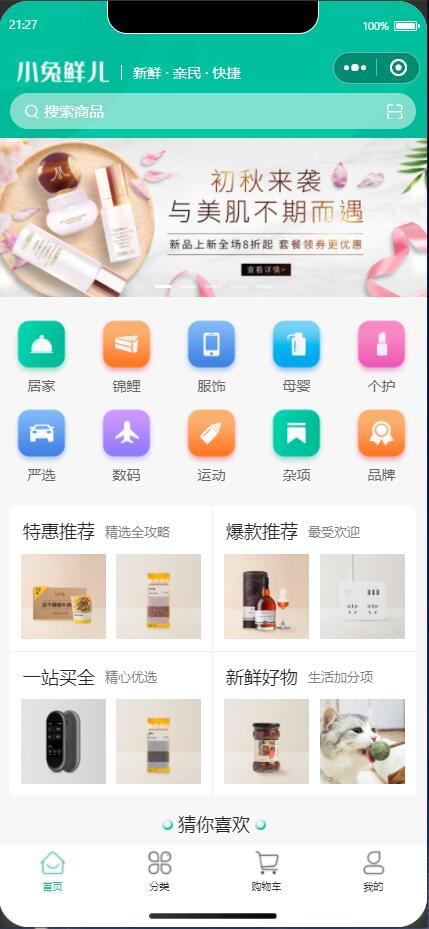 21:27
100%
小兔鲜儿 新鲜·亲民·快捷
搜索商品
初秋来袭
与美肌不期而遇
新品上新全场8折起 套餐领券更优惠
查看详情>
居家 锦鲤 服饰 母婴 个护
严选 数码 运动 杂项 品牌
特惠推荐 精选全攻略
爆款推荐 最受欢迎
一站买全 精心优选
新鲜好物 生活加分项
猜你喜欢
首页 分类 购物车 我的